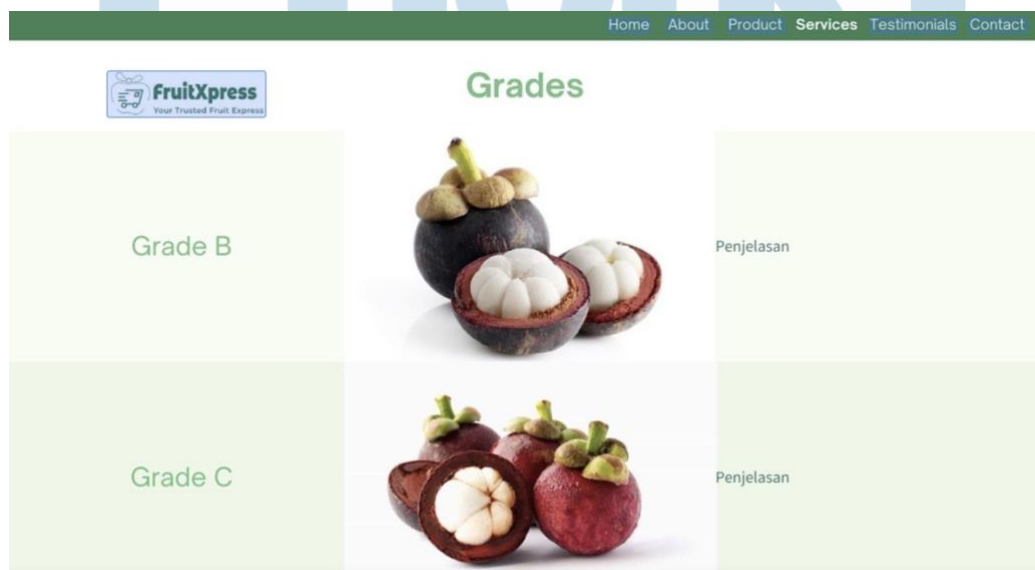 Home About Product Services Testimonials Contact
FruitXpress
Your Trusted Fruit Express
Grades
Grade B
Penjelasan
Grade C
Penjelasan